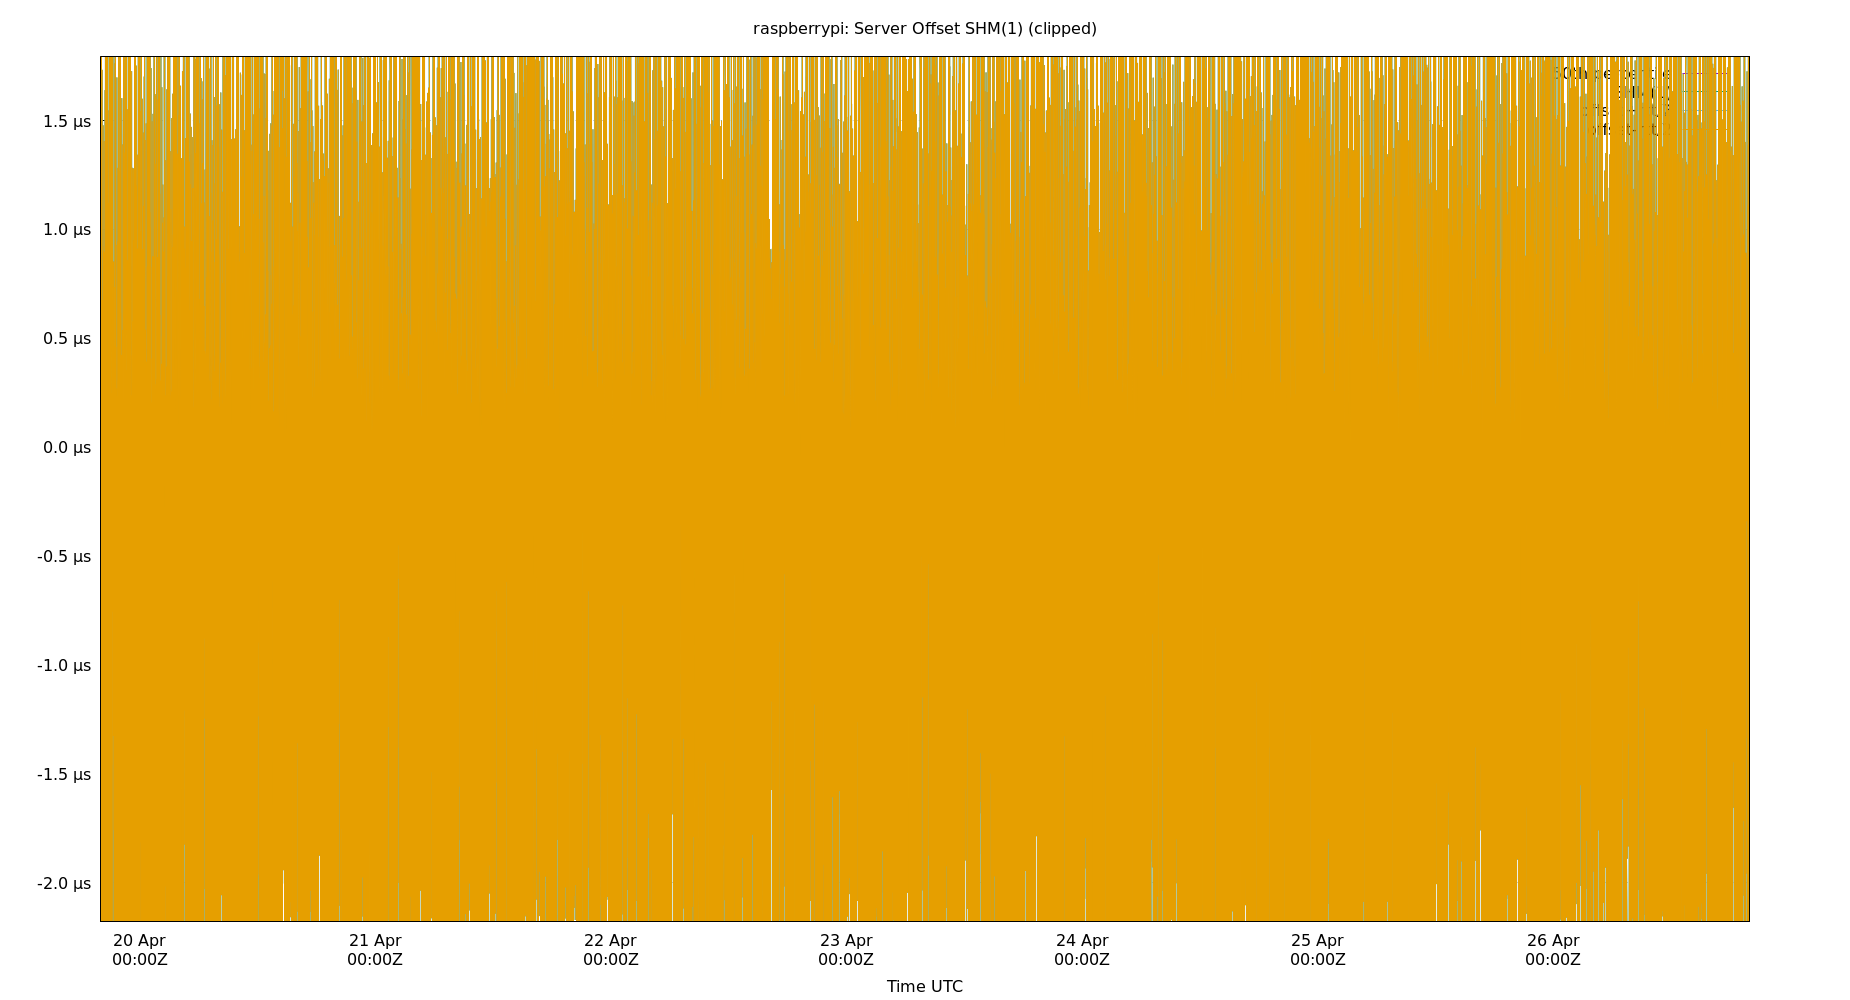 raspberrypi: Server Offset SHM(1) (clipped)
1.5 µs
1.0 µs
0.5 µs
0.0 µs
-0.5 µs
-1.0 µs
-1.5 µs
-2.0 µs
20 Apr 21 Apr 22 Apr 23 Apr 24 Apr 25 Apr 26 Apr
00:00Z 00:00Z 00:00Z 00:00Z 00:00Z 00:00Z 00:00Z
Time UTC